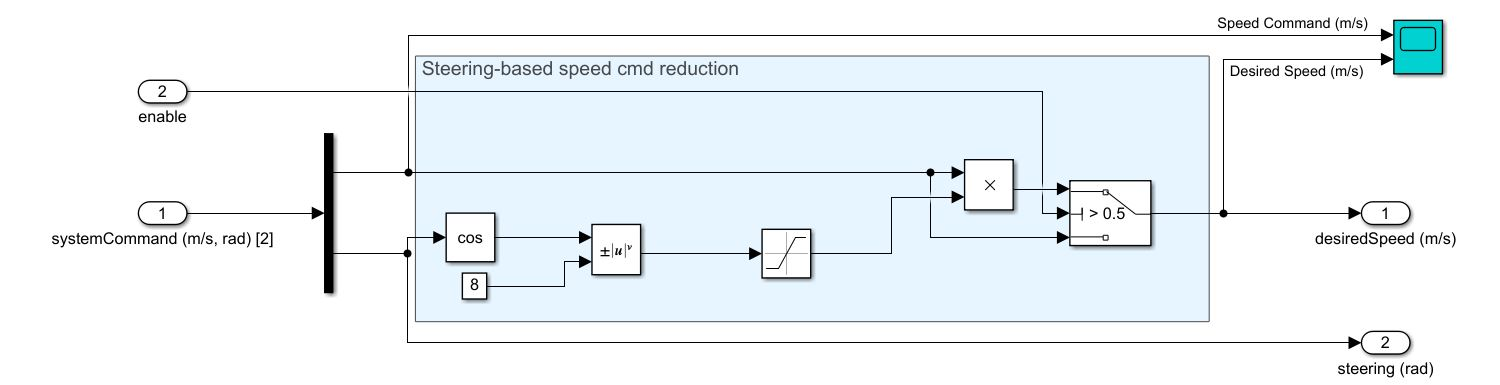 Speed Command (m/s)
Steering-based speed cmd reduction
Desired Speed (m/s)
2
enable
×
1
systemCommand (m/s, rad) [2]
cos
±|u|ᵛ
> 0.5
1
desiredSpeed (m/s)
8
2
steering (rad)